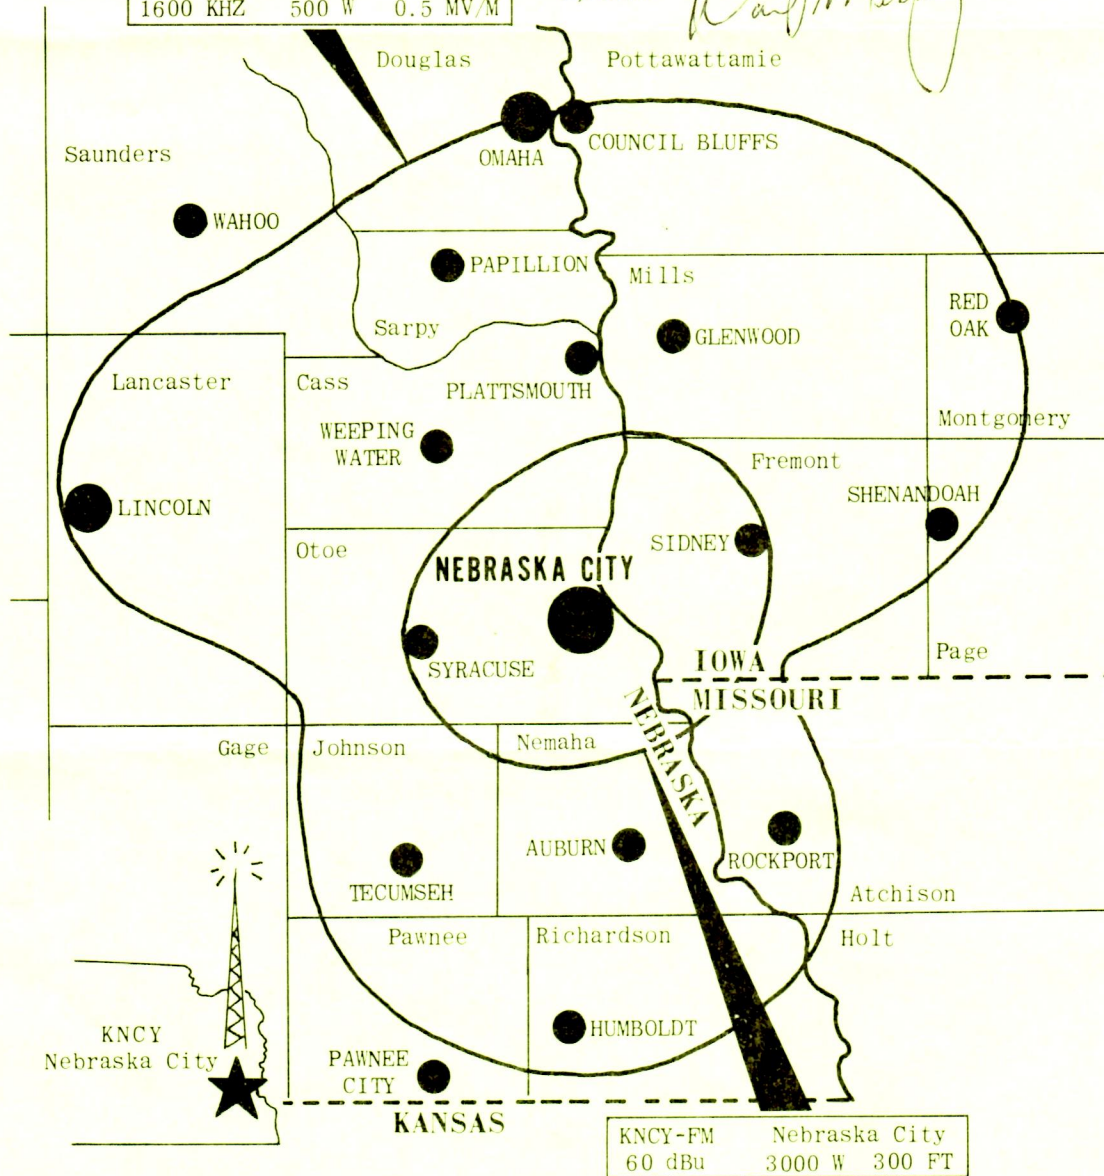 1600 KHZ 500 W 0.5 MV/M
Douglas
Pottawattamie
OMAHA
COUNCIL BLUFFS
Saunders
WAHOO
PAPILLION
Mills
RED
OAK
Sarpy
GLENWOOD
Lancaster
Cass
PLATTSMOUTH
Montgomery
WEEPING
WATER
Fremont
SHENANDOAH
LINCOLN
Otoe
SIDNEY
NEBRASKA CITY
SYRACUSE
IOWA
Page
MISSOURI
NEBRASKA
Gage
Johnson
Nemaha
AUBURN
ROCKPORT
TECUMSEH
Atchison
Pawnee
Richardson
Holt
KNCY
Nebraska City
HUMBOLDT
PAWNEE
CITY
KANSAS
KNCY-FM Nebraska City
60 dBu 3000 W 300 FT